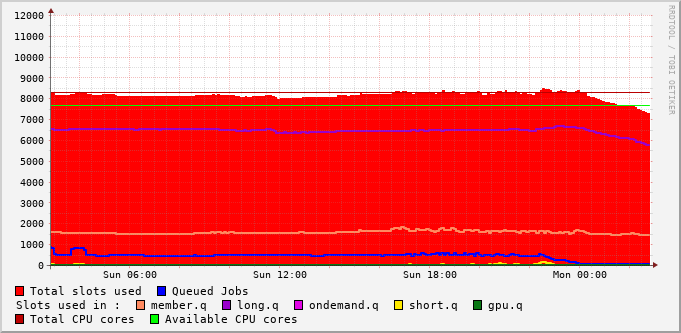 12000
11000
10000
9000
8000
7000
6000
5000
4000
3000
2000
1000
0
Sun 06:00 Sun 12:00 Sun 18:00 Mon 00:00
RRDTOOL / TOBI OETIKER
Total slots used Queued Jobs
Slots used in : member.q long.q ondemand.q short.q gpu.q
Total CPU cores Available CPU cores